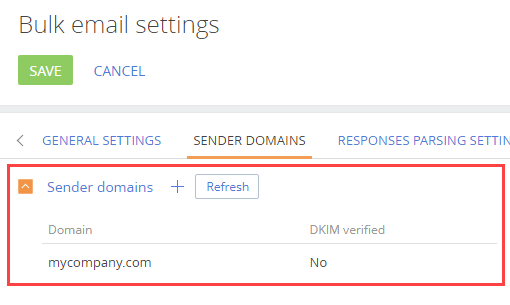 Bulk email settings
SAVE CANCEL
GENERAL SETTINGS SENDER DOMAINS RESPONSES PARSING SETTIN
Sender domains + Refresh
Domain DKIM verified
mycompany.com No